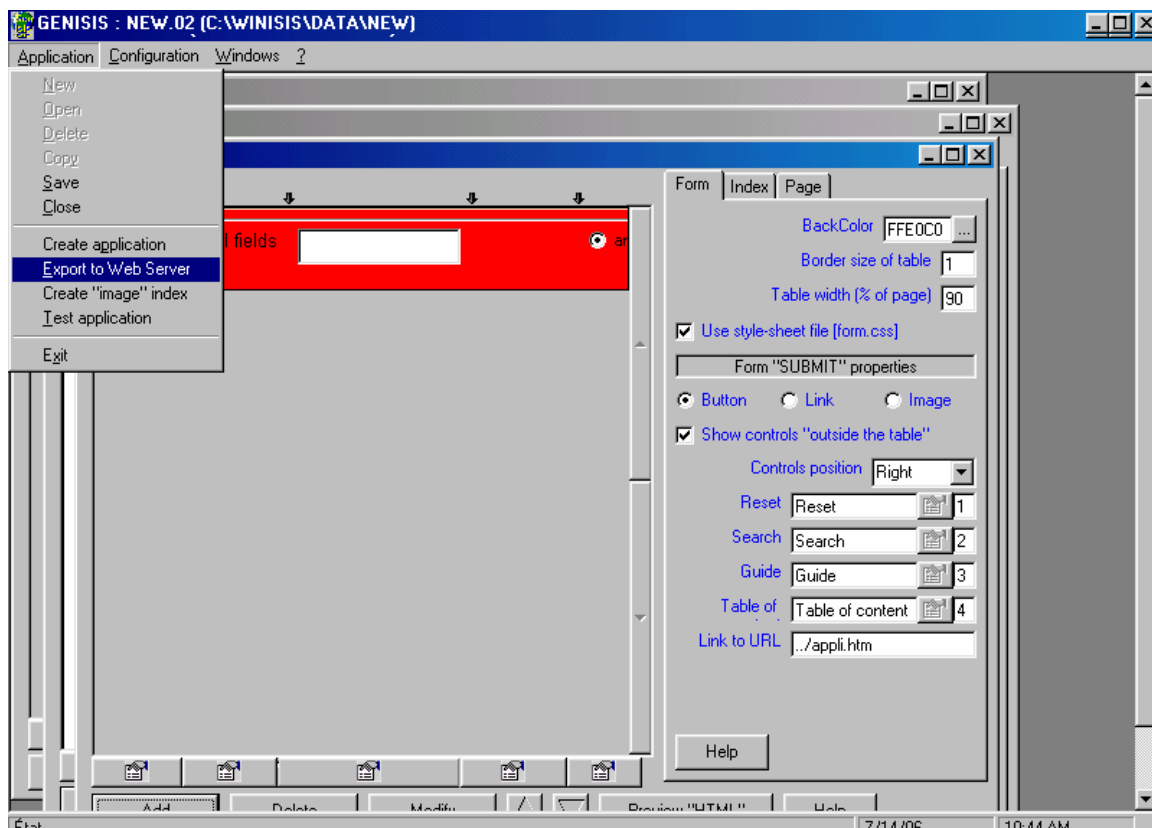 GENISIS : NEW.02 (C:\WINISIS\DATA\NEW)
Application Configuration Windows ?
New
Open
Delete
Copy
Save
Close
Create application
Export to Web Server
Create "image" index
Test application
Exit
fields
Form Index Page
BackColor FFE0C0 ...
Border size of table 1
Table width (% of page) 90
Use style-sheet file [form.css]
Form "SUBMIT" properties
Button Link Image
Show controls "outside the table"
Controls position Right
Reset Reset 1
Search Search 2
Guide Guide 3
Table of Table of content 4
Link to URL ../appli.htm
Help
Add Delete Modify Preview "HTML" Help
État 7/14/06 10:44 AM